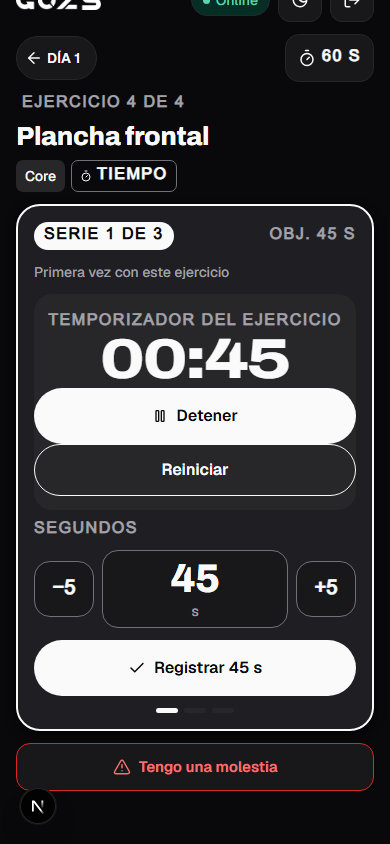 Online
DÍA 1
60 S
EJERCICIO 4 DE 4
Plancha frontal
Core
TIEMPO
SERIE 1 DE 3
OBJ. 45 S
Primera vez con este ejercicio
TEMPORIZADOR DEL EJERCICIO
00:45
Detener
Reiniciar
SEGUNDOS
−5
45
s
+5
Registrar 45 s
Tengo una molestia
N